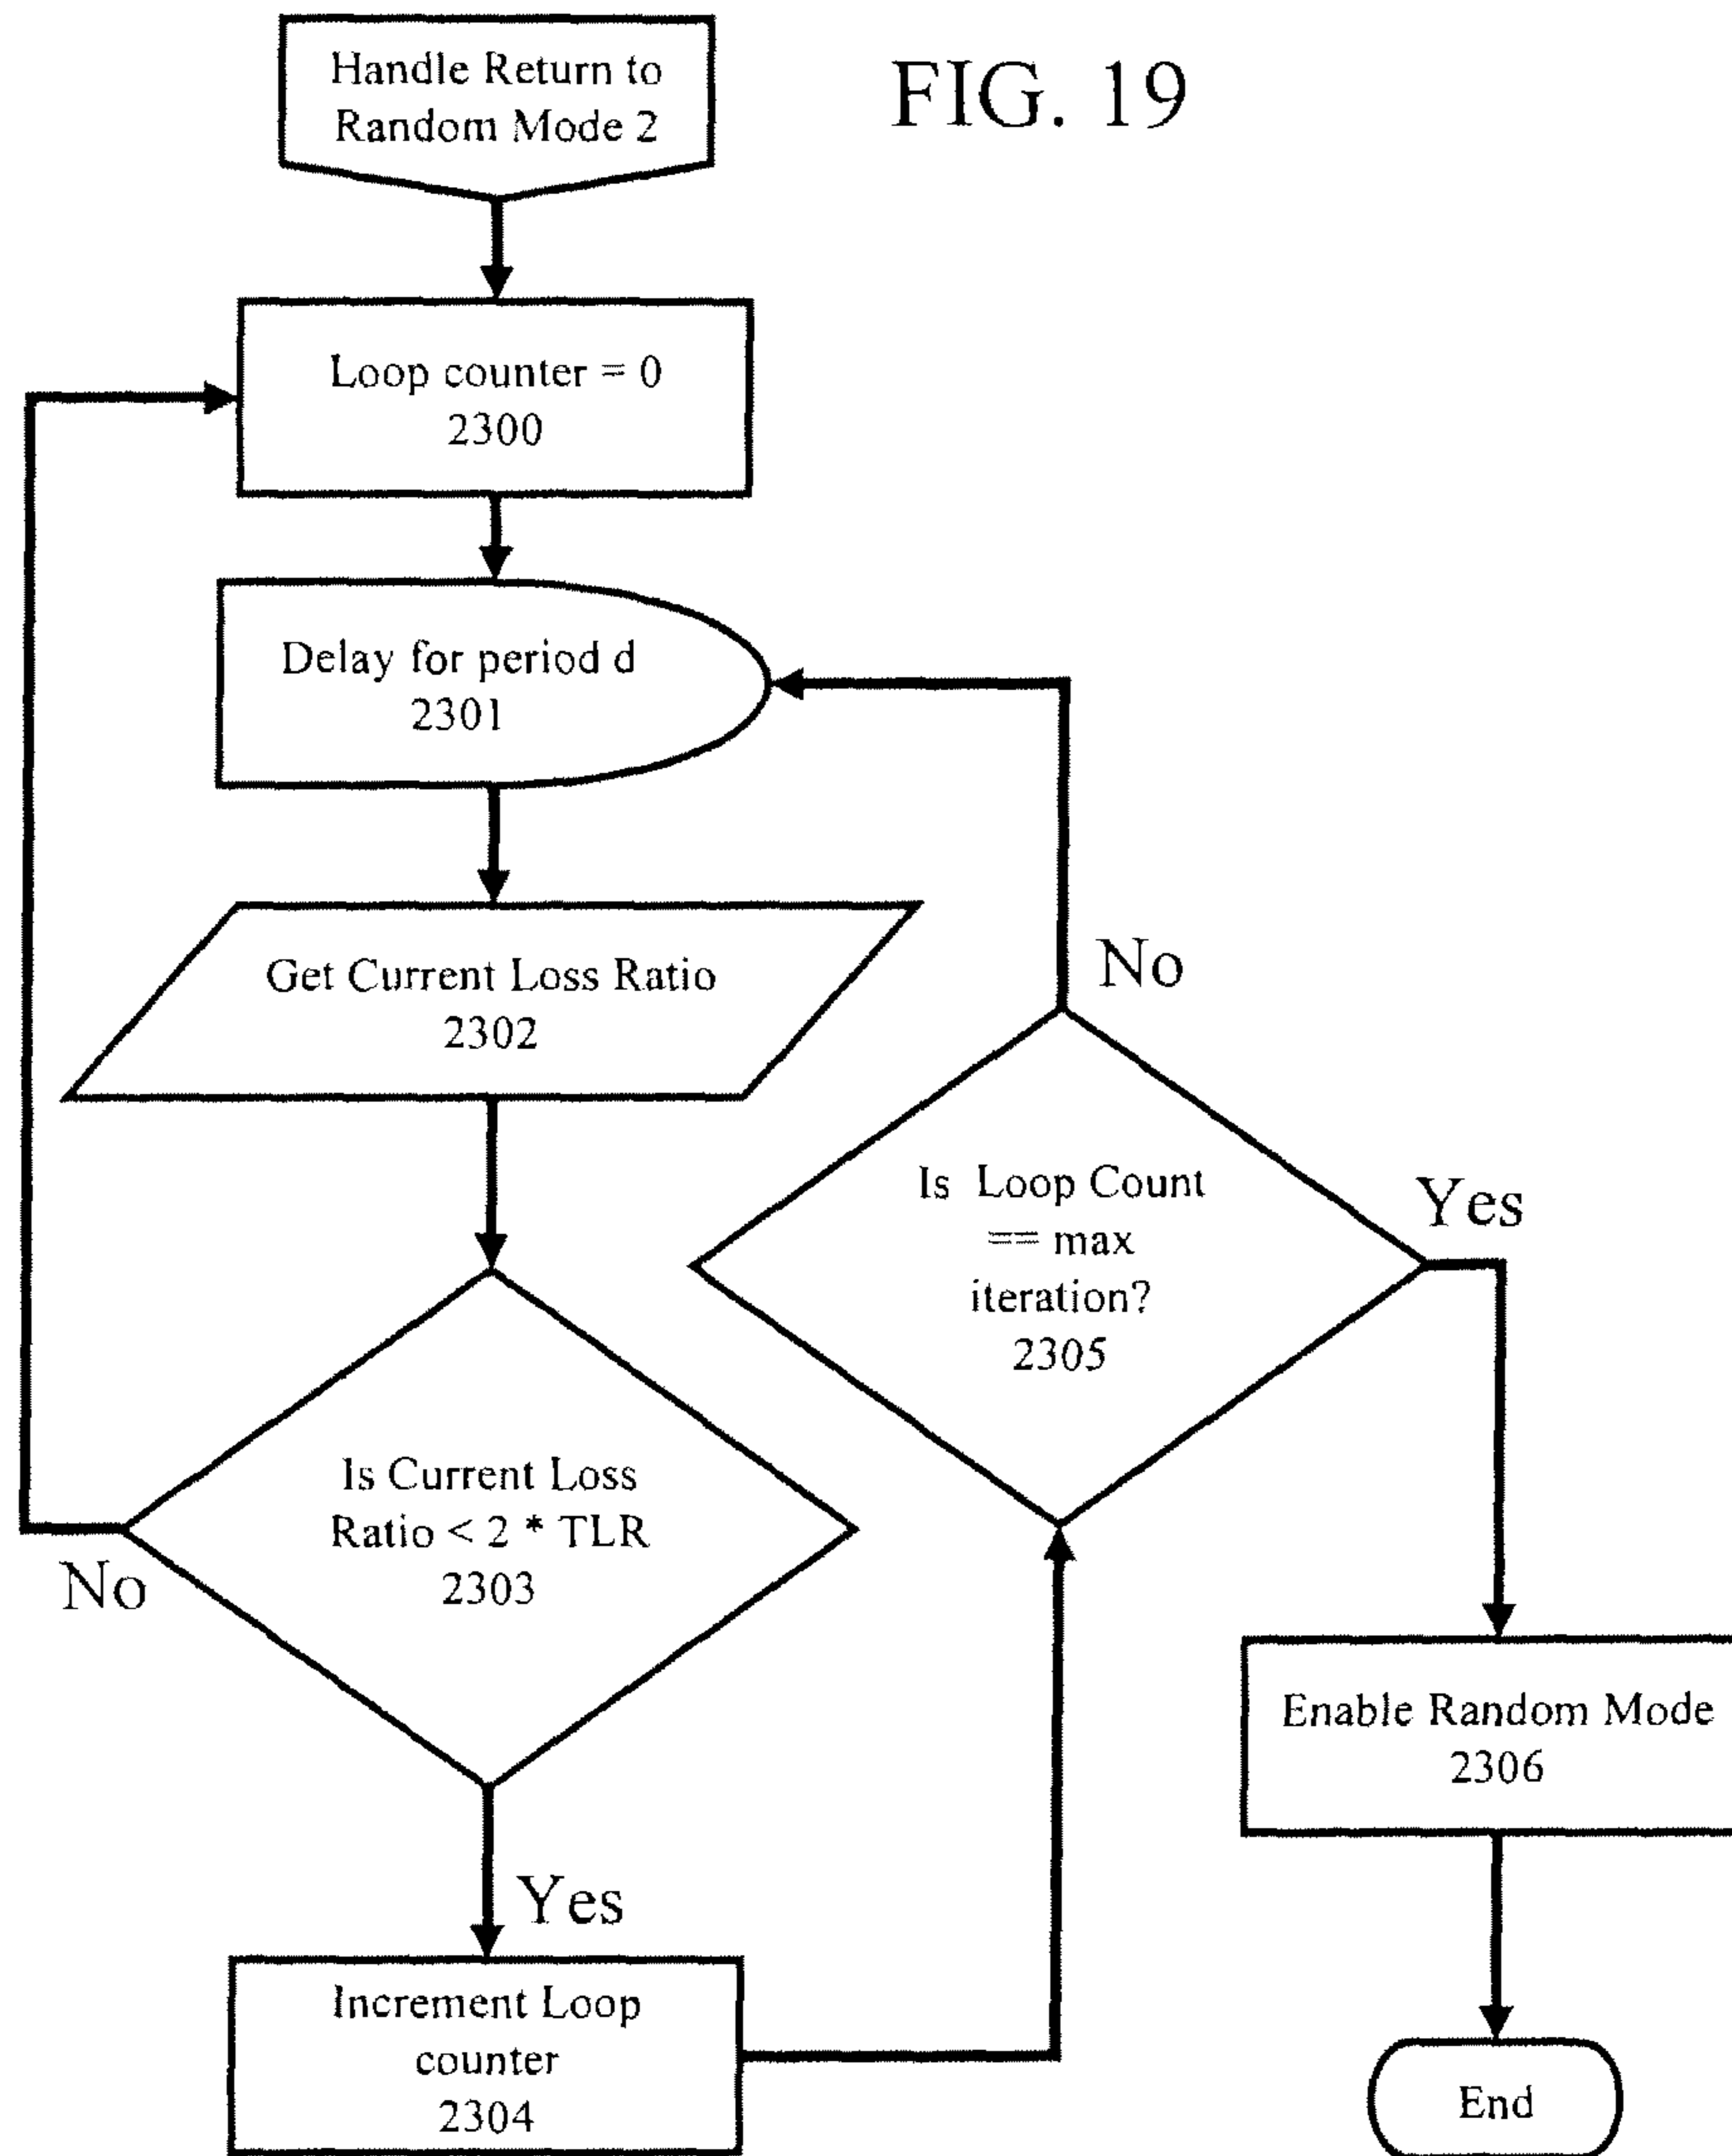 Handle Return to
Random Mode 2
FIG. 19
Loop counter = 0
2300
Delay for period d
2301
Get Current Loss Ratio
2302
No
Is Loop Count
== max
iteration?
2305
Yes
Is Current Loss
Ratio < 2 * TLR
2303
No
Enable Random Mode
2306
Yes
Increment Loop
counter
2304
End